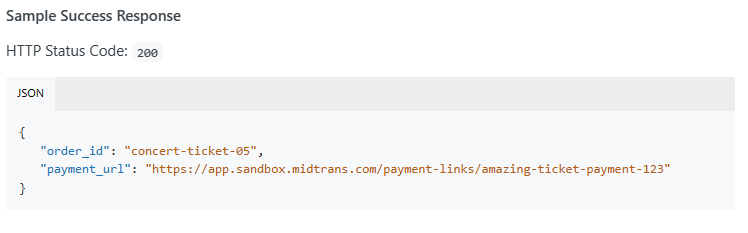 Sample Success Response
HTTP Status Code: 200
JSON
{
"order_id": "concert-ticket-05",
"payment_url": "https://app.sandbox.midtrans.com/payment-links/amazing-ticket-payment-123"
}